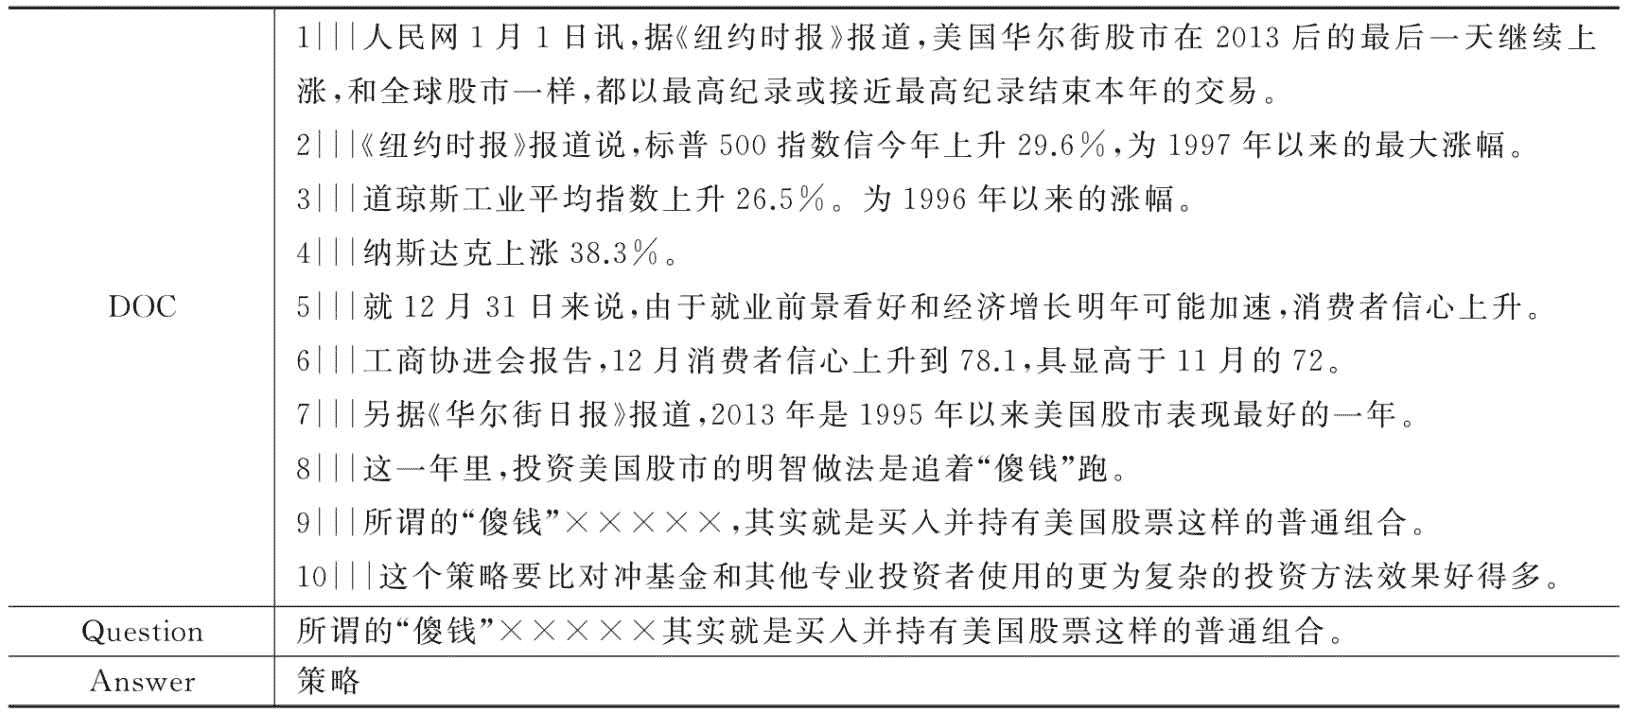 1|||人民网1月1日讯,据《纽约时报》报道,美国华尔街股市在2013后的最后一天继续上
涨,和全球股市一样,都以最高纪录或接近最高纪录结束本年的交易。
2|||《纽约时报》报道说,标普500指数信今年上升29.6%,为1997年以来的最大涨幅。
3|||道琼斯工业平均指数上升26.5%。为1996年以来的涨幅。
4|||纳斯达克上涨38.3%。
DOC
5|||就12月31日来说,由于就业前景看好和经济增长明年可能加速,消费者信心上升。
6|||工商协进会报告,12月消费者信心上升到78.1,具显高于11月的72。
7|||另据《华尔街日报》报道,2013年是1995年以来美国股市表现最好的一年。
8|||这一年里,投资美国股市的明智做法是追着“傻钱”跑。
9|||所谓的“傻钱”×××××,其实就是买入并持有美国股票这样的普通组合。
10|||这个策略要比对冲基金和其他专业投资者使用的更为复杂的投资方法效果好得多。
Question 所谓的“傻钱”×××××其实就是买入并持有美国股票这样的普通组合。
Answer 策略